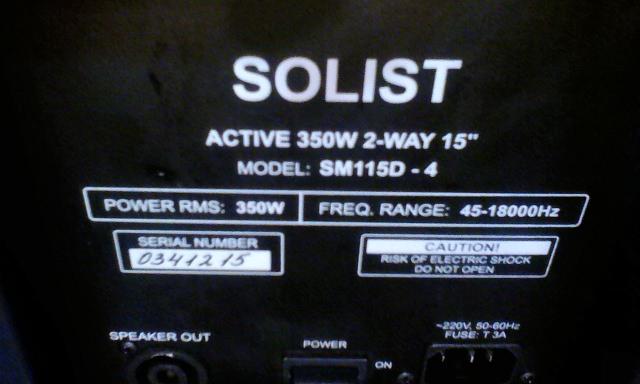 SOLIST
ACTIVE 350W 2-WAY 15"
MODEL: SM115D - 4
POWER RMS: 350W FREQ. RANGE: 45-18000Hz
SERIAL NUMBER
0341215
CAUTION!
RISK OF ELECTRIC SHOCK
DO NOT OPEN
SPEAKER OUT
POWER
ON
~220V, 50-60Hz
FUSE: T 3A